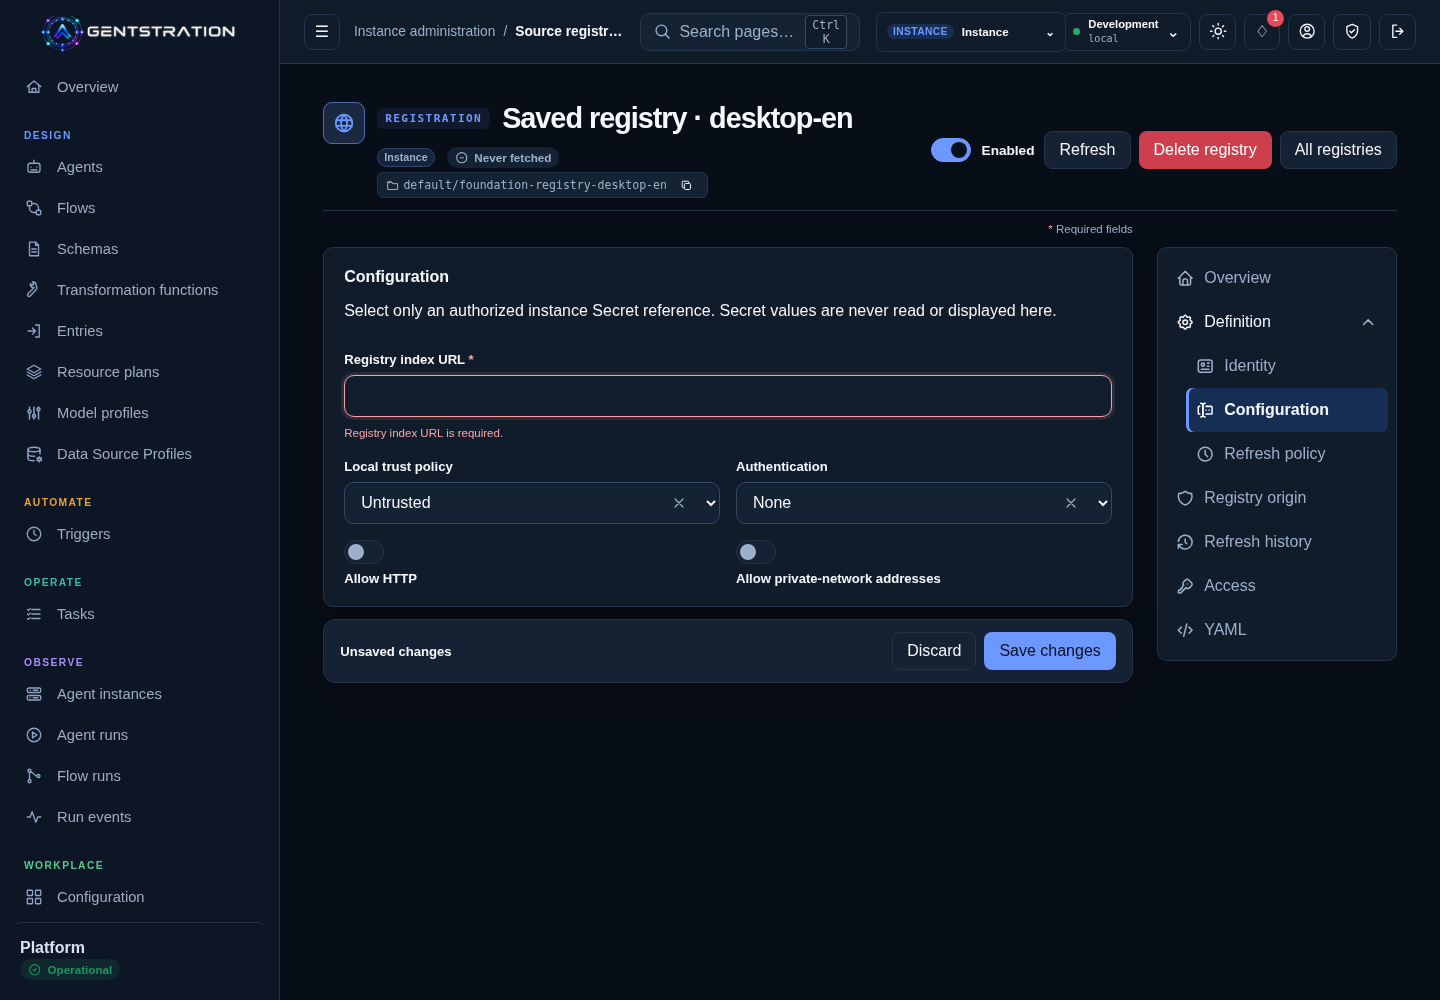 GENTSTRATION
Overview
DESIGN
Agents
Flows
Schemas
Transformation functions
Entries
Resource plans
Model profiles
Data Source Profiles
AUTOMATE
Triggers
OPERATE
Tasks
OBSERVE
Agent instances
Agent runs
Flow runs
Run events
WORKPLACE
Configuration
Platform
Operational
Instance administration / Source registr…
Search pages…
Ctrl K
INSTANCE Instance
Development
local
1
REGISTRATION Saved registry · desktop-en
Instance Never fetched
default/foundation-registry-desktop-en
Enabled
Refresh
Delete registry
All registries
* Required fields
Configuration
Select only an authorized instance Secret reference. Secret values are never read or displayed here.
Registry index URL *
Registry index URL is required.
Local trust policy
Untrusted
Authentication
None
Allow HTTP
Allow private-network addresses
Unsaved changes
Discard
Save changes
Overview
Definition
Identity
Configuration
Refresh policy
Registry origin
Refresh history
Access
YAML